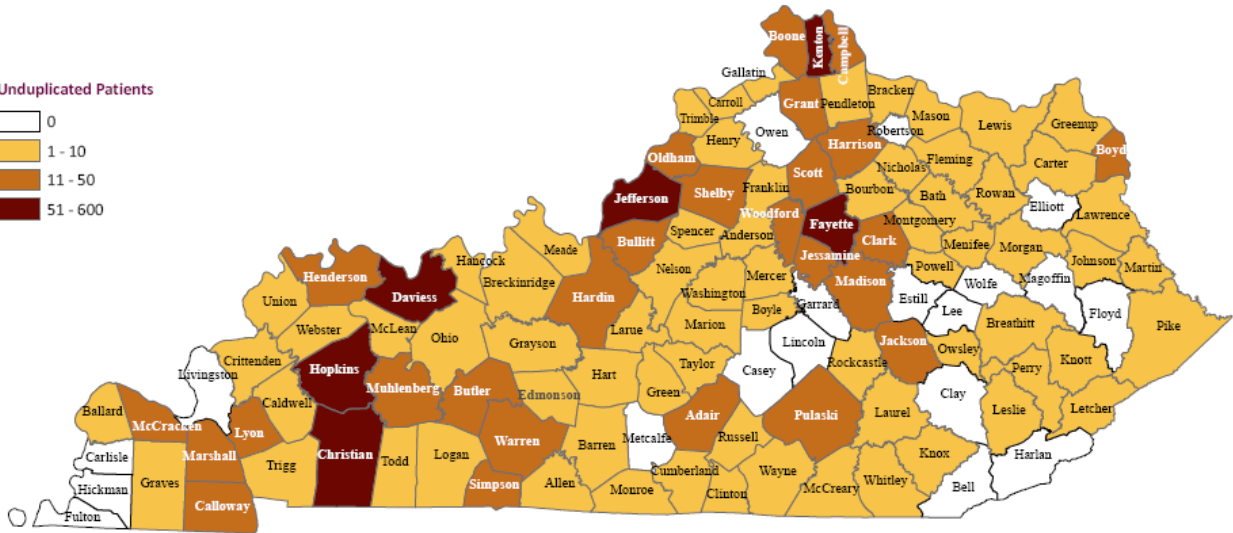 Unduplicated Patients
0
1 - 10
11 - 50
51 - 600
Boone
Kenton
Campbell
Gallatin
Carroll
Trimble
Grant
Pendleton
Bracken
Mason
Robertson
Lewis
Greenup
Owen
Henry
Harrison
Boyd
Oldham
Nicholas
Fleming
Carter
Scott
Jefferson
Shelby
Franklin
Bourbon
Bath
Rowan
Elliott
Lawrence
Woodford
Fayette
Montgomery
Spencer
Anderson
Bullitt
Clark
Menifee
Morgan
Meade
Hancock
Jessamine
Johnson
Martin
Powell
Nelson
Mercer
Madison
Wolfe
Magoffin
Henderson
Breckinridge
Daviess
Union
Hardin
Washington
Garrard
Estill
Lee
Floyd
Boyle
Breathitt
Pike
Webster
McLean
Ohio
Larue
Marion
Grayson
Lincoln
Jackson
Owsley
Crittenden
Livingston
Hopkins
Taylor
Rockcastle
Perry
Knott
Casey
Hart
Muhlenberg
Butler
Edmonson
Green
Clay
Caldwell
Ballard
McCracken
Lyon
Adair
Pulaski
Laurel
Leslie
Letcher
Marshall
Christian
Warren
Metcalfe
Russell
Barren
Carlisle
Trigg
Todd
Logan
Knox
Harlan
Graves
Hickman
Simpson
Allen
Monroe
Cumberland
Clinton
Wayne
McCreary
Whitley
Bell
Calloway
Fulton